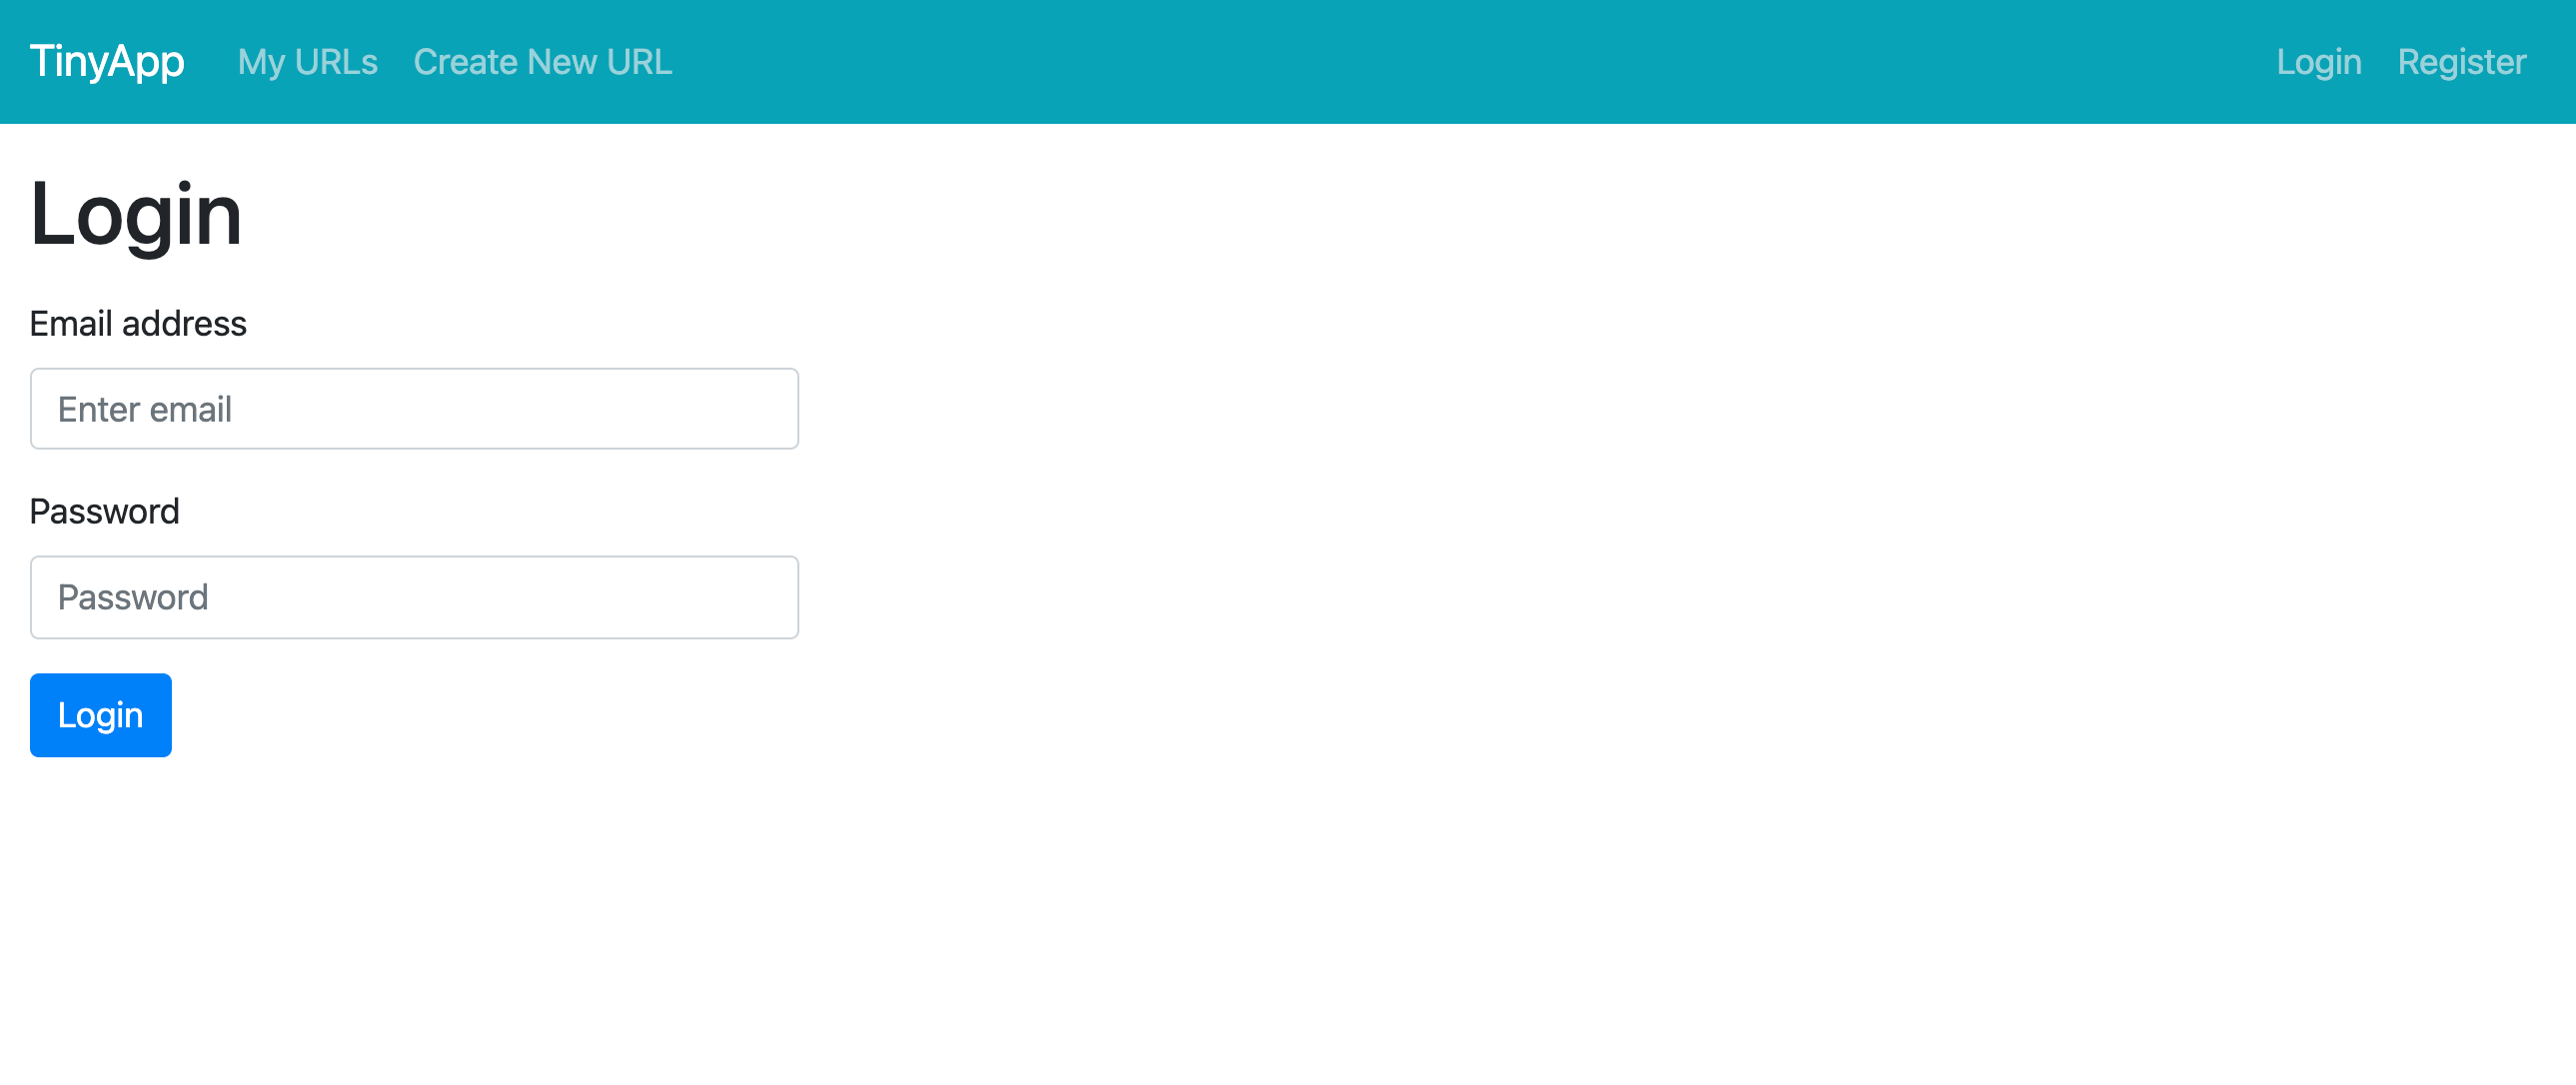 TinyApp My URLs Create New URL Login Register
Login
Email address
Enter email
Password
Password
Login